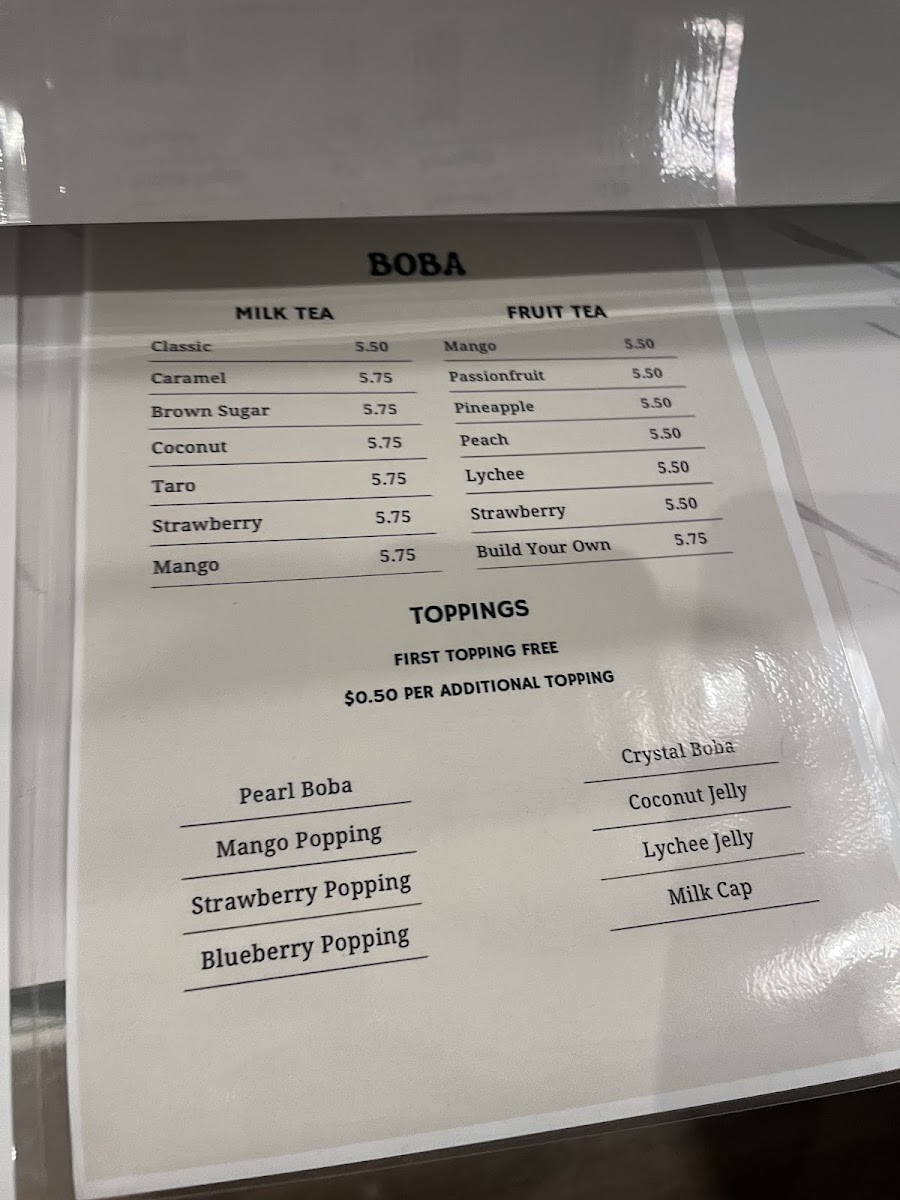 BOBA
MILK TEA
Classic 5.50
Caramel 5.75
Brown Sugar 5.75
Coconut 5.75
Taro 5.75
Strawberry 5.75
Mango 5.75
FRUIT TEA
Mango 5.50
Passionfruit 5.50
Pineapple 5.50
Peach 5.50
Lychee 5.50
Strawberry 5.50
Build Your Own 5.75
TOPPINGS
FIRST TOPPING FREE
$0.50 PER ADDITIONAL TOPPING
Pearl Boba
Mango Popping
Strawberry Popping
Blueberry Popping
Crystal Boba
Coconut Jelly
Lychee Jelly
Milk Cap